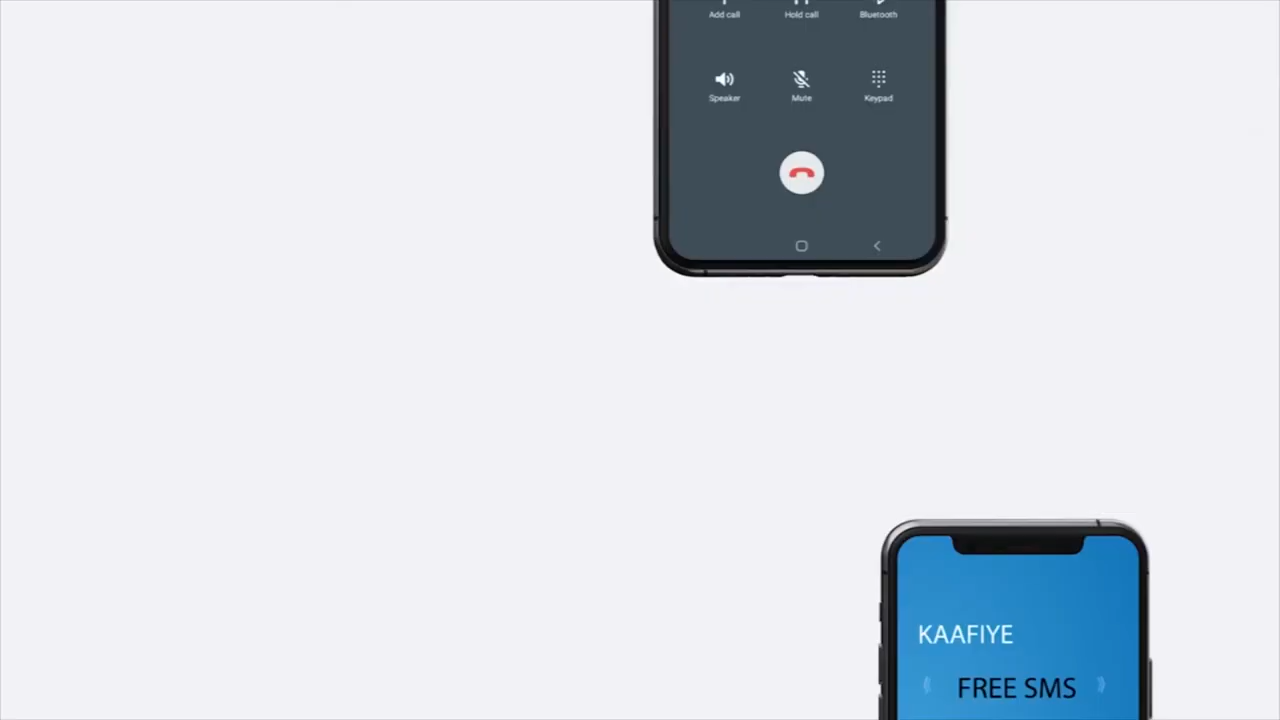 Add call Hold call Bluetooth
Speaker Mute Keypad
KAAFIYE
FREE SMS